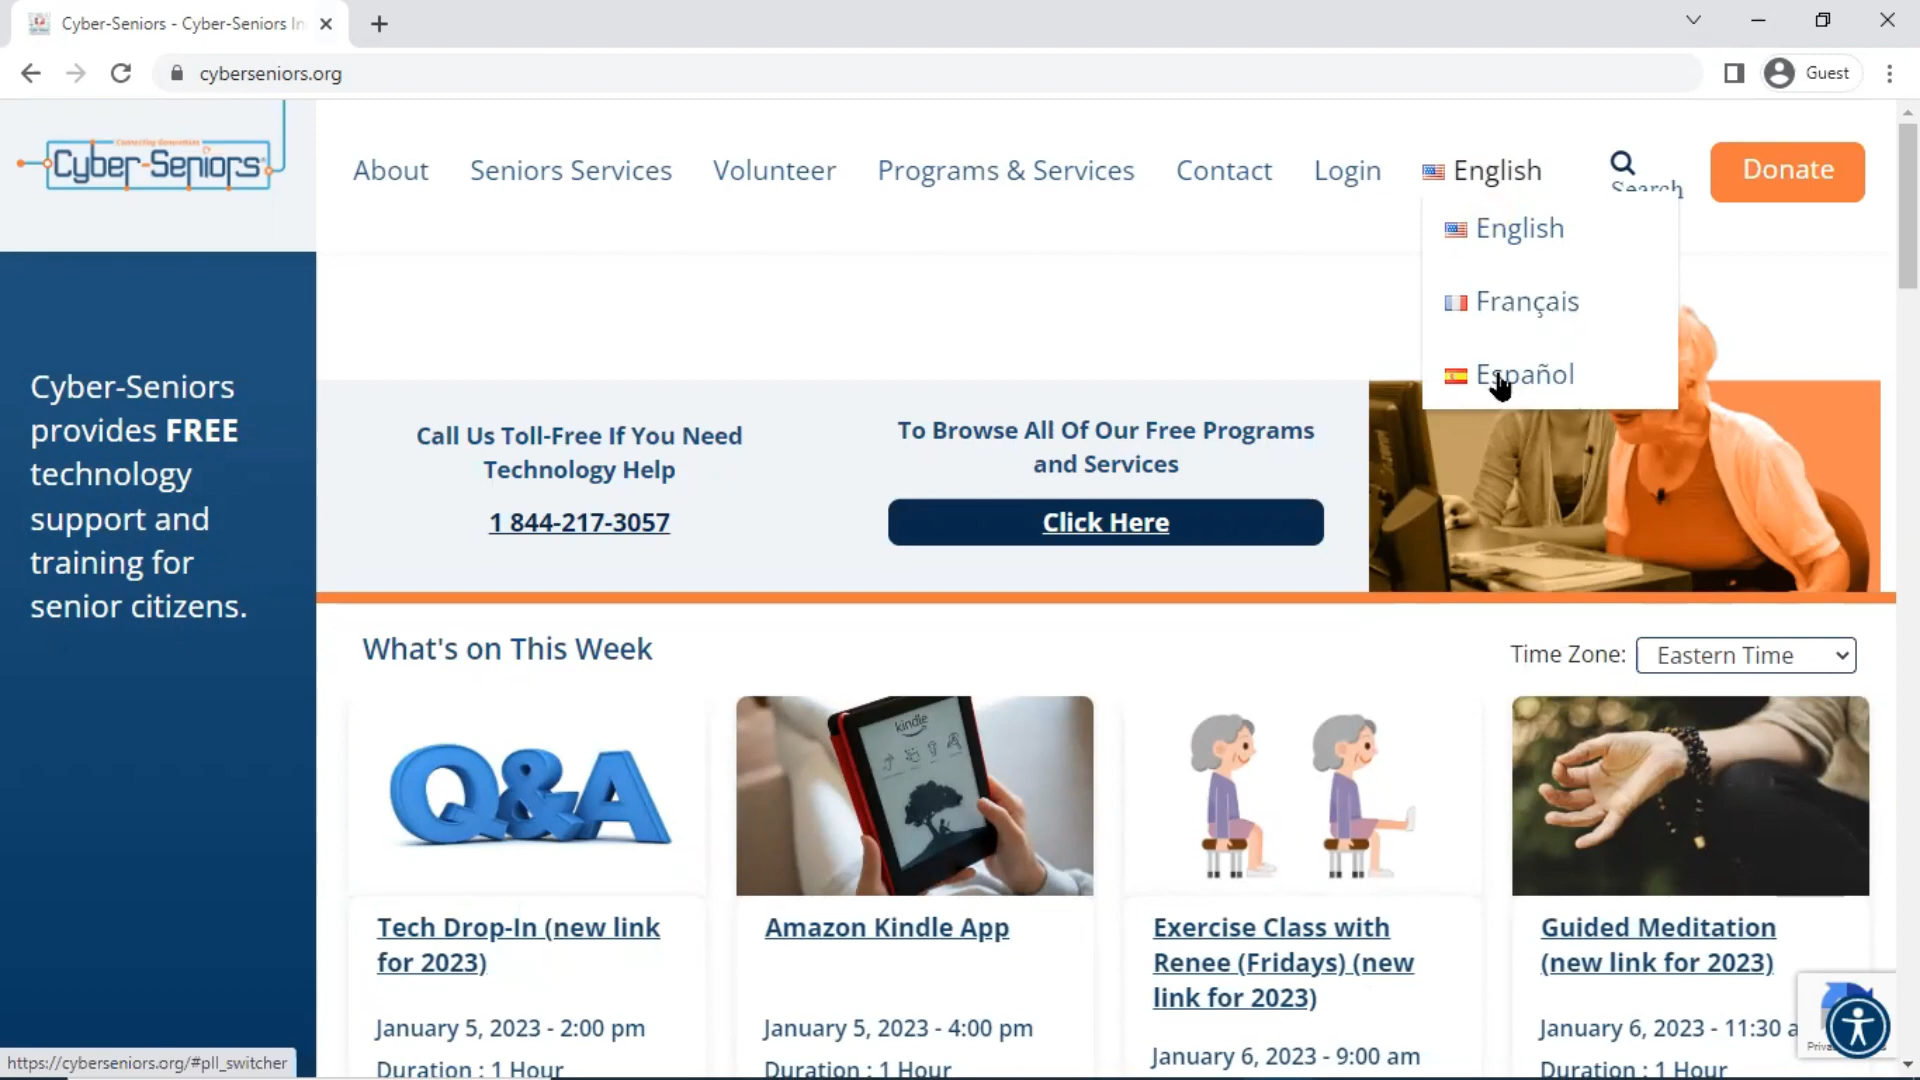 Cyber-Seniors - Cyber-Seniors In
cyberseniors.org
Guest
Connecting Generations
Cyber-Seniors
About
Seniors Services
Volunteer
Programs & Services
Contact
Login
English
Search
Donate
English
Français
Español
Cyber-Seniors
provides FREE
technology
support and
training for
senior citizens.
Call Us Toll-Free If You Need
Technology Help
1 844-217-3057
To Browse All Of Our Free Programs
and Services
Click Here
What's on This Week
Time Zone:
Eastern Time
Q&A
kindle
Tech Drop-In (new link
for 2023)
January 5, 2023 - 2:00 pm
Duration : 1 Hour
Amazon Kindle App
January 5, 2023 - 4:00 pm
Duration : 1 Hour
Exercise Class with
Renee (Fridays) (new
link for 2023)
January 6, 2023 - 9:00 am
Guided Meditation
(new link for 2023)
January 6, 2023 - 11:30 a
Duration : 1 Hour
https://cyberseniors.org/#pll_switcher